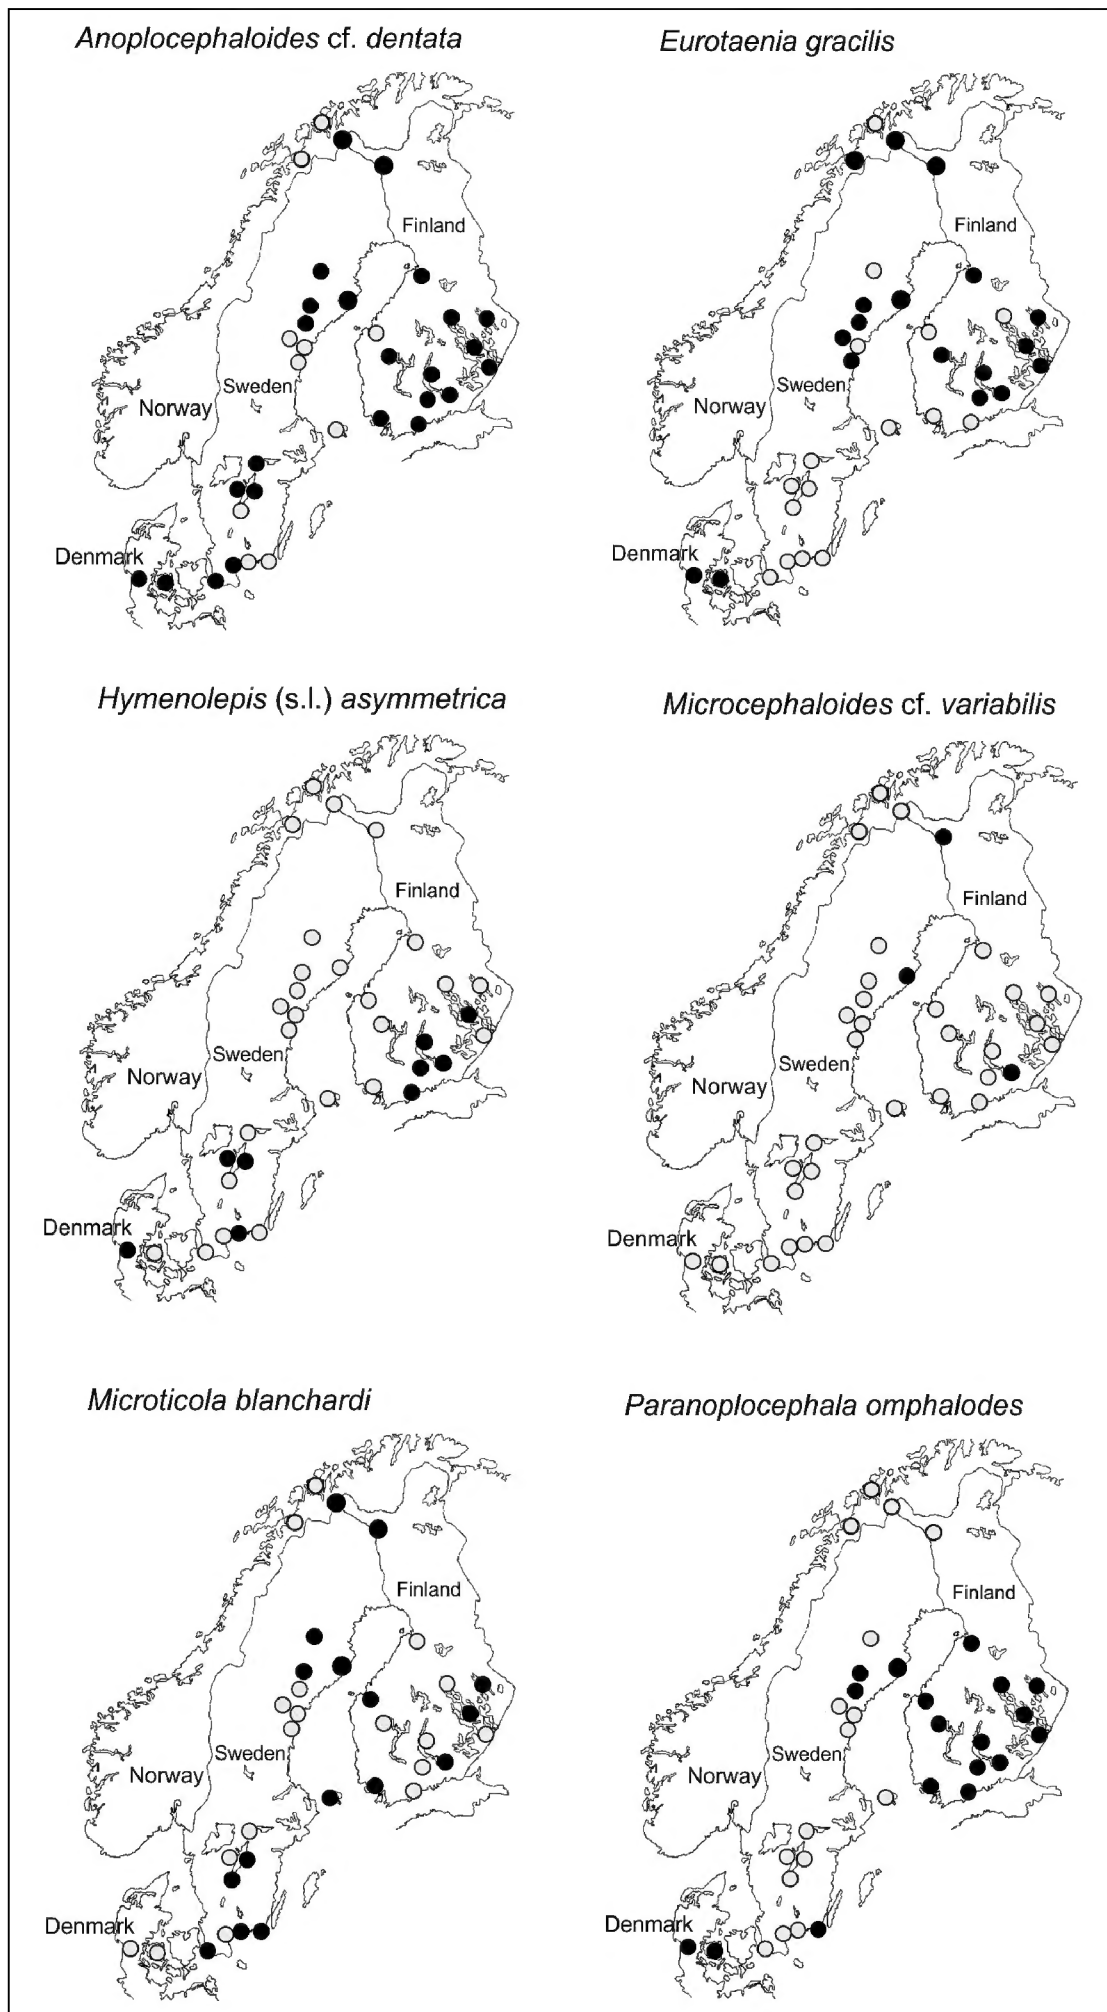 Anoplocephaloides cf. dentata
Finland
Sweden
Norway
Denmark
Eurotaenia gracilis
Finland
Sweden
Norway
Denmark
Hymenolepis (s.l.) asymmetrica
Finland
Sweden
Norway
Denmark
Microcephaloides cf. variabilis
Finland
Sweden
Norway
Denmark
Microticola blanchardi
Finland
Sweden
Norway
Denmark
Paranoplocephala omphalodes
Finland
Sweden
Norway
Denmark